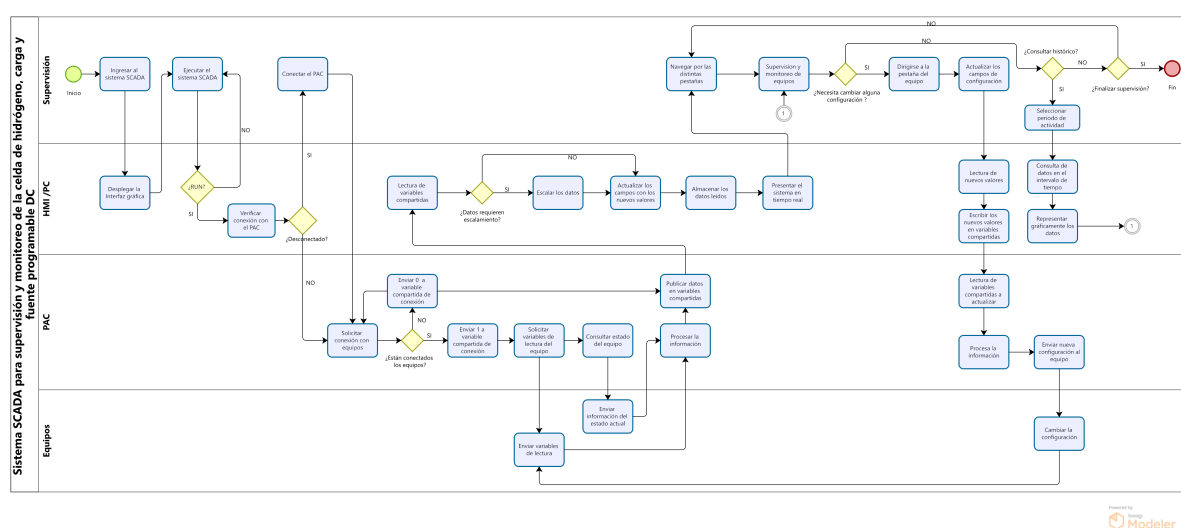 Sistema SCADA para supervisión y monitoreo de la celda de hidrógeno, carga y
fuente programable DC
Supervisión
Inicio
Ingresar al
sistema SCADA
Ejecutar el
sistema SCADA
NO
Conectar el PAC
SI
Navegar por las
distintas
pestañas
Supervision y
monitoreo de
equipos
1
NO
NO
¿Necesita cambiar alguna
configuración ?
SI
Dirigirse a la
pestaña del
equipo
Actualizar los
campos de
configuración
¿Consultar histórico?
NO
SI
¿Finalizar supervisión?
SI
Fin
Seleccionar
periodo de
actividad
HMI /PC
Desplegar la
Interfaz gráfica
¿RUN?
SI
Verificar
conexión con
el PAC
¿Desconectado?
NO
Lectura de
variables
compartidas
NO
¿Datos requieren
escalamiento?
SI
Escalar los datos
Actualizar los
campos con los
nuevos valores
Almacenar los
datos leidos
Presentar el
sistema en
tiempo real
Lectura de
nuevos valores
Escribir los
nuevos valores
en variables
compartidas
Consulta de
datos en el
intervalo de
tiempo
Representar
gráficamente los
datos
1
PAC
Solicitar
conexión con
equipos
Enviar 0 a
variable
compartida de
conexión
NO
¿Están conectados
los equipos?
SI
Enviar 1 a
variable
compartida de
conexión
Solicitar
variables de
lectura del
equipo
Consultar estado
del equipo
Publicar datos
en variables
compartidas
Procesar la
información
Lectura de
variables
compartidas a
actualizar
Procesa la
información
Enviar nueva
configuración al
equipo
Equipos
Enviar
información del
estado actual
Enviar variables
de lectura
Cambiar la
configuración
Powered by
bizagi
Modeler